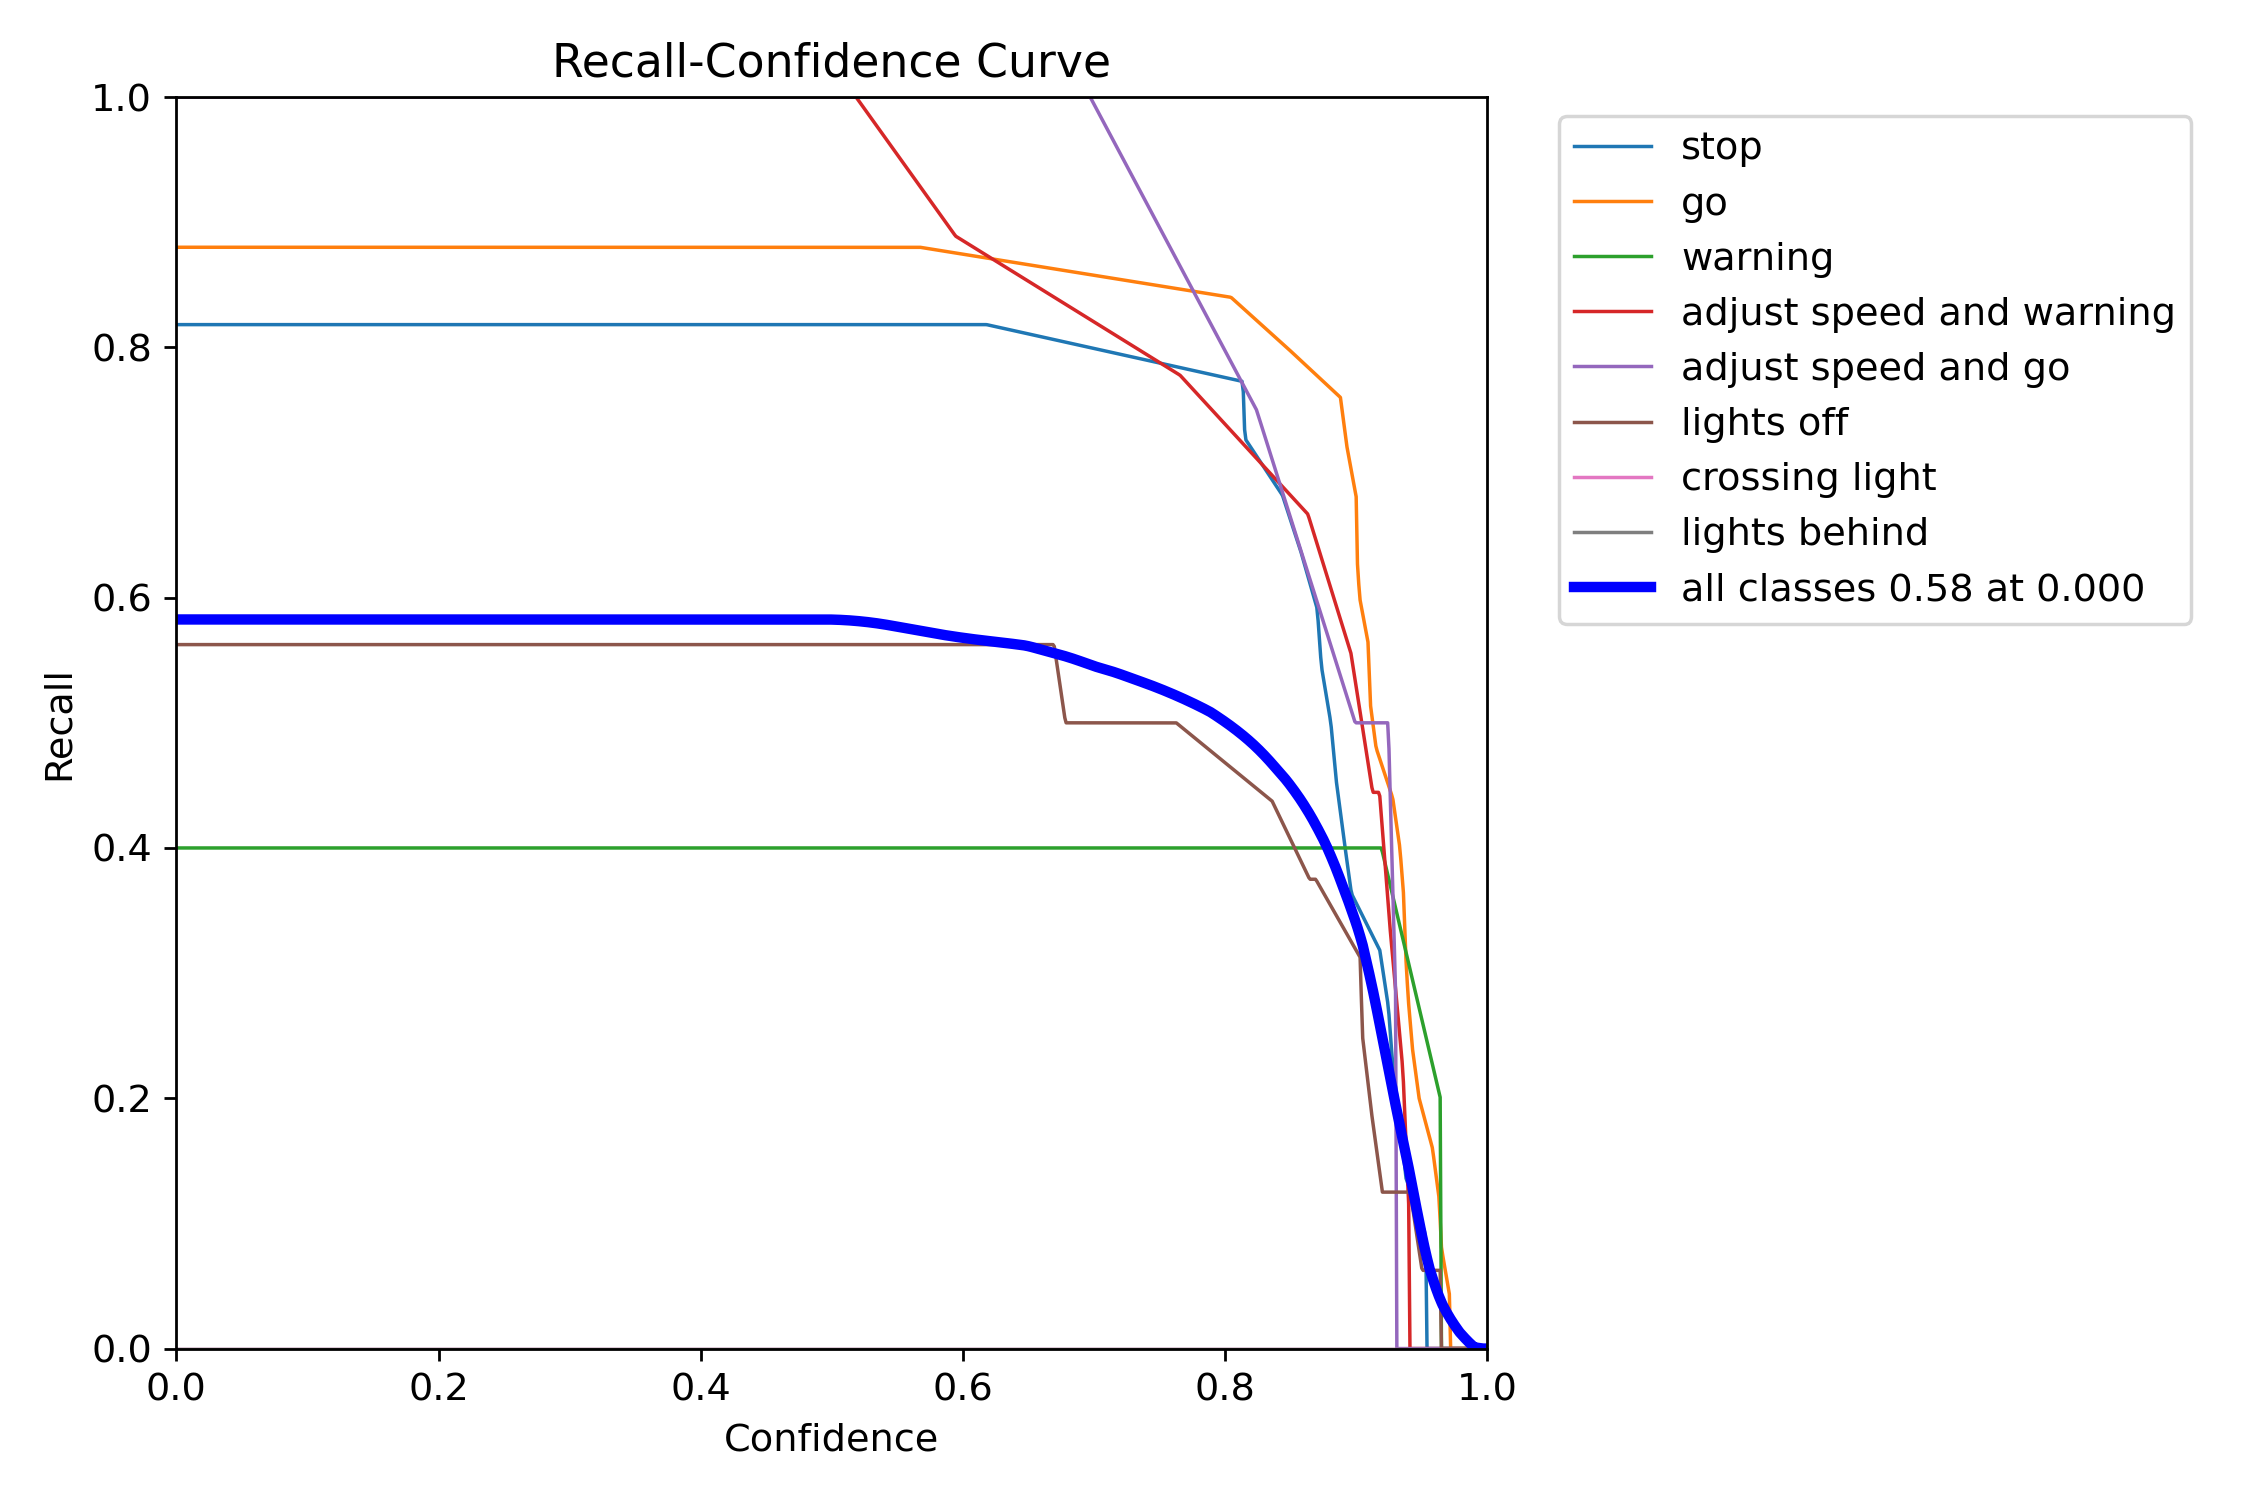 Recall-Confidence Curve
1.0
0.8
0.6
0.4
0.2
0.0
Recall
0.0 0.2 0.4 0.6 0.8 1.0
Confidence
stop
go
warning
adjust speed and warning
adjust speed and go
lights off
crossing light
lights behind
all classes 0.58 at 0.000